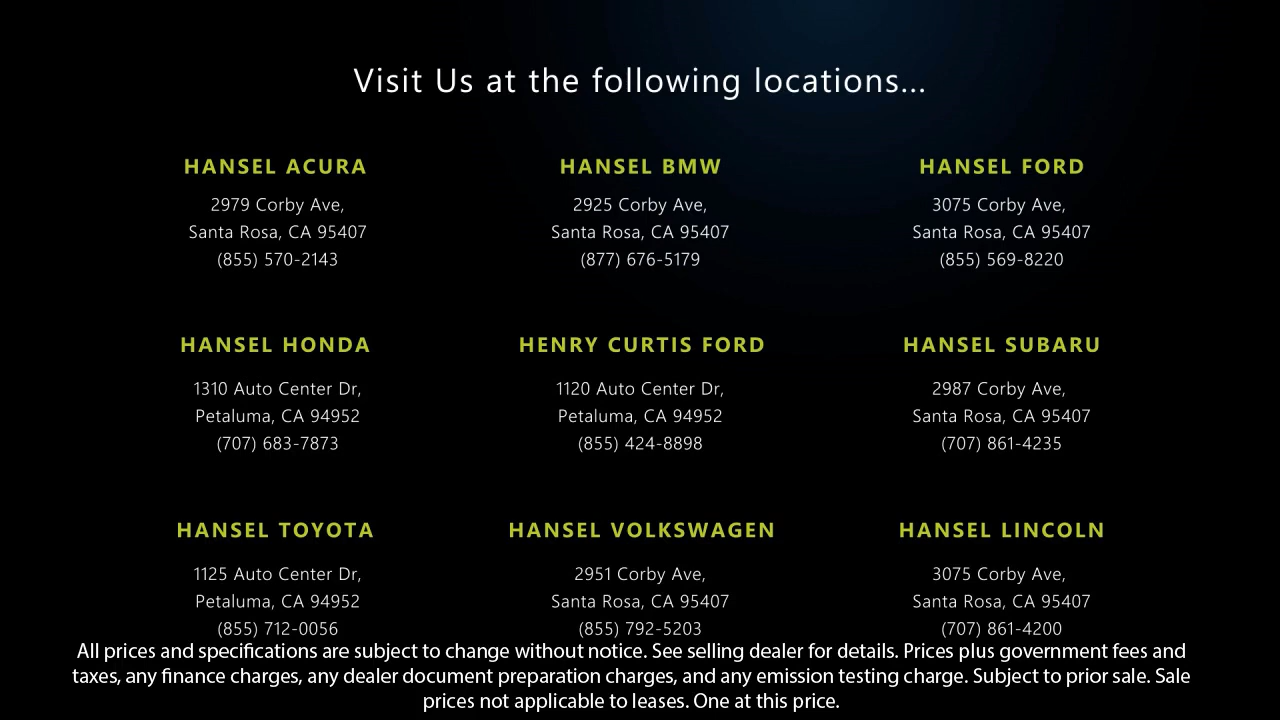 Visit Us at the following locations...
HANSEL ACURA
2979 Corby Ave,
Santa Rosa, CA 95407
(855) 570-2143
HANSEL BMW
2925 Corby Ave,
Santa Rosa, CA 95407
(877) 676-5179
HANSEL FORD
3075 Corby Ave,
Santa Rosa, CA 95407
(855) 569-8220
HANSEL HONDA
1310 Auto Center Dr,
Petaluma, CA 94952
(707) 683-7873
HENRY CURTIS FORD
1120 Auto Center Dr,
Petaluma, CA 94952
(855) 424-8898
HANSEL SUBARU
2987 Corby Ave,
Santa Rosa, CA 95407
(707) 861-4235
HANSEL TOYOTA
1125 Auto Center Dr,
Petaluma, CA 94952
(855) 712-0056
HANSEL VOLKSWAGEN
2951 Corby Ave,
Santa Rosa, CA 95407
(855) 792-5203
HANSEL LINCOLN
3075 Corby Ave,
Santa Rosa, CA 95407
(707) 861-4200
All prices and specifications are subject to change without notice. See selling dealer for details. Prices plus government fees and
taxes, any finance charges, any dealer document preparation charges, and any emission testing charge. Subject to prior sale. Sale
prices not applicable to leases. One at this price.